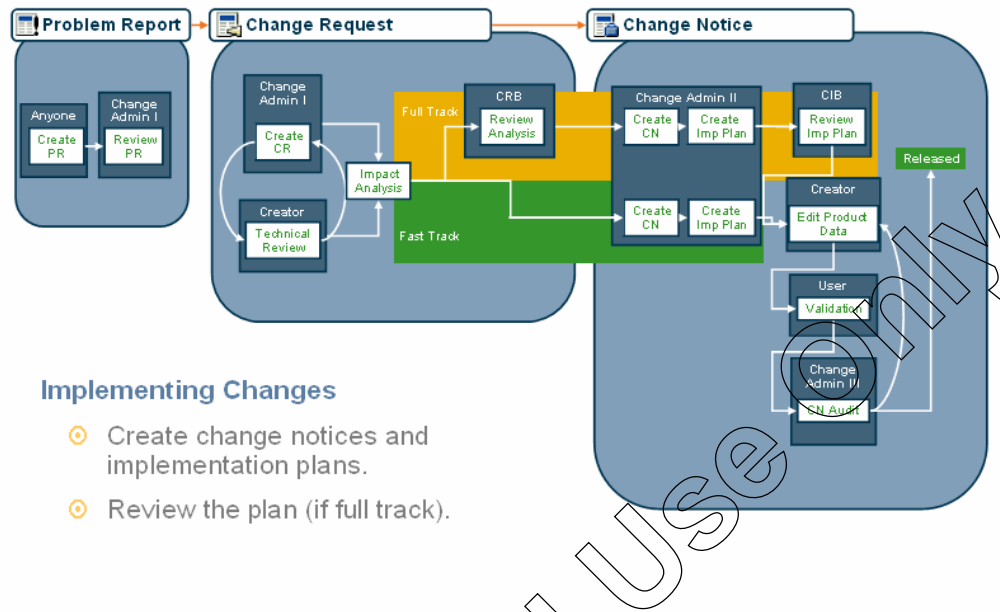 Problem Report
Change Request
Change Notice
Anyone
Create
PR
Change
Admin I
Review
PR
Change
Admin I
Create
CR
Creator
Technical
Review
Impact
Analysis
Full Track
Fast Track
CRB
Review
Analysis
Change Admin II
Create
CN
Create
Imp Plan
Create
CN
Create
Imp Plan
CIB
Review
Imp Plan
Creator
Edit Product
Data
User
Validation
Change
Admin III
CN Audit
Released
Implementing Changes
Create change notices and
implementation plans.
Review the plan (if full track).
Use only